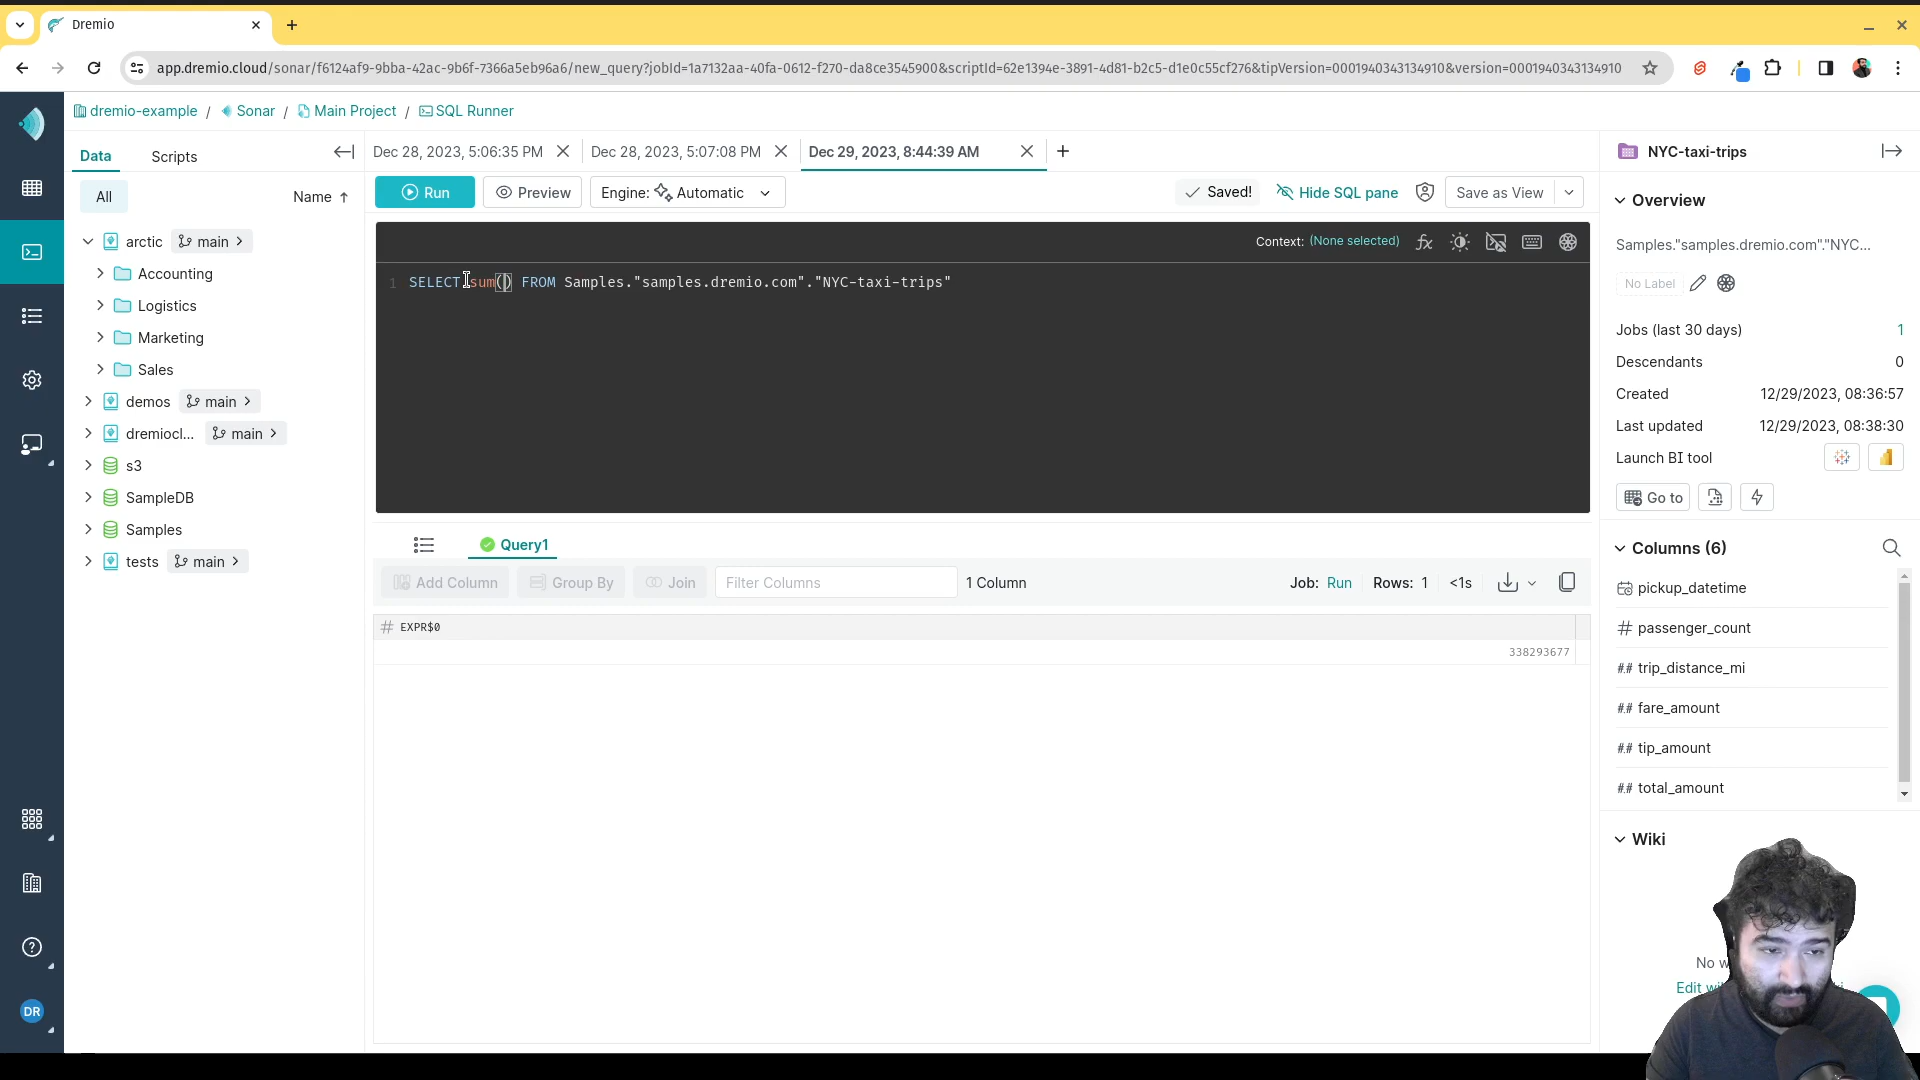 Dremio
app.dremio.cloud/sonar/f6124af9-9bba-42ac-9b6f-7366a5eb96a6/new_query?jobId=1a7132aa-40fa-0612-f270-da8ce3545900&scriptId=62e1394e-3891-4d81-b2c5-d1e0c55cf276&tipVersion=0001940343134910&version=0001940343134910
dremio-example / Sonar / Main Project / SQL Runner
Data Scripts
All Name
arctic main
Accounting
Logistics
Marketing
Sales
demos main
dremiocl... main
s3
SampleDB
Samples
tests main
DR
Dec 28, 2023, 5:06:35 PM Dec 28, 2023, 5:07:08 PM Dec 29, 2023, 8:44:39 AM
Run Preview Engine: Automatic Saved! Hide SQL pane Save as View
Context: (None selected) fx
1 SELECT sum() FROM Samples."samples.dremio.com"."NYC-taxi-trips"
Query1
Add Column Group By Join Filter Columns 1 Column Job: Run Rows: 1 <1s
# EXPR$0
338293677
NYC-taxi-trips
Overview
Samples."samples.dremio.com"."NYC...
No Label
Jobs (last 30 days) 1
Descendants 0
Created 12/29/2023, 08:36:57
Last updated 12/29/2023, 08:38:30
Launch BI tool
Go to
Columns (6)
pickup_datetime
# passenger_count
#.# trip_distance_mi
#.# fare_amount
#.# tip_amount
#.# total_amount
Wiki
No
Edit